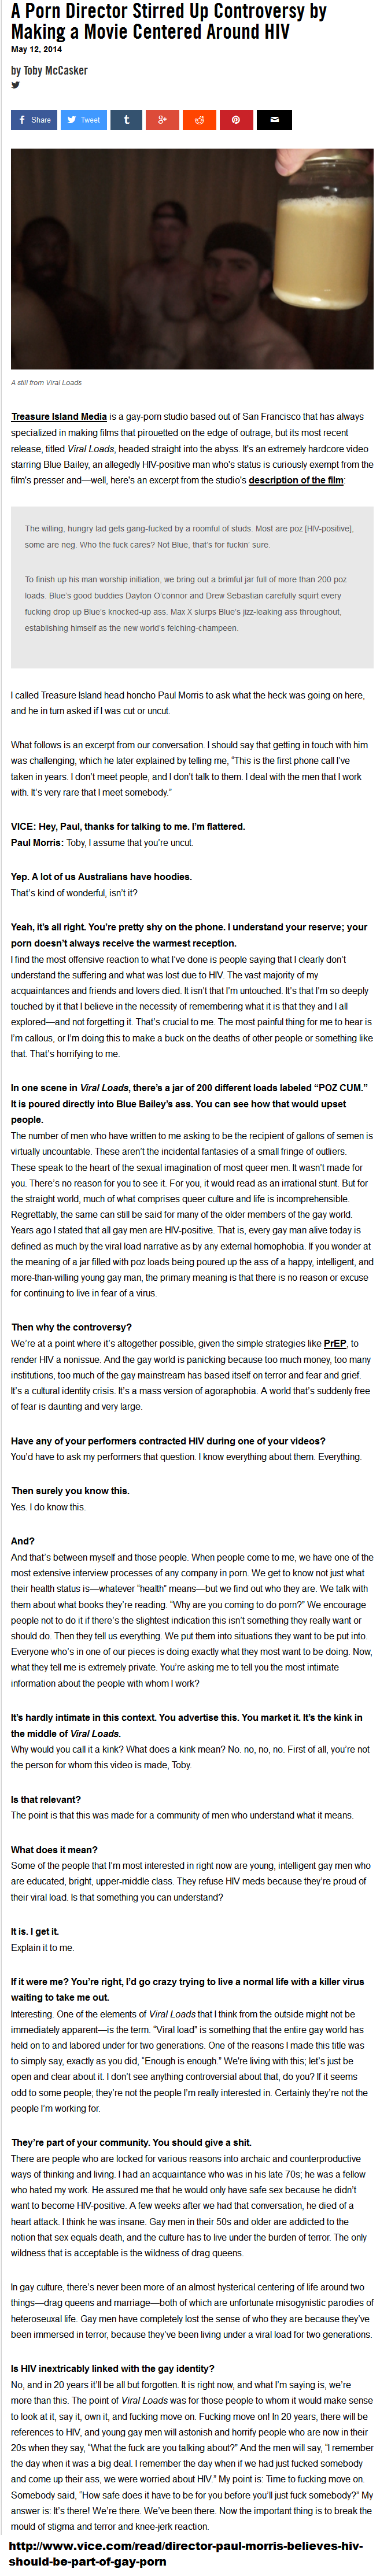 A Porn Director Stirred Up Controversy by
Making a Movie Centered Around HIV
May 12, 2014
by Toby McCasker
Share
Tweet
A still from Viral Loads
Treasure Island Media is a gay-porn studio based out of San Francisco that has always
specialized in making films that pirouetted on the edge of outrage, but its most recent
release, titled Viral Loads, headed straight into the abyss. It's an extremely hardcore video
starring Blue Bailey, an allegedly HIV-positive man who's status is curiously exempt from the
film's presser and—well, here's an excerpt from the studio's description of the film:
The willing, hungry lad gets gang-fucked by a roomful of studs. Most are poz [HIV-positive],
some are neg. Who the fuck cares? Not Blue, that's for fuckin' sure.
To finish up his man worship initiation, we bring out a brimful jar full of more than 200 poz
loads. Blue's good buddies Dayton O'connor and Drew Sebastian carefully squirt every
fucking drop up Blue's knocked-up ass. Max X slurps Blue's jizz-leaking ass throughout,
establishing himself as the new world's felching-champeen.
I called Treasure Island head honcho Paul Morris to ask what the heck was going on here,
and he in turn asked if I was cut or uncut.
What follows is an excerpt from our conversation. I should say that getting in touch with him
was challenging, which he later explained by telling me, "This is the first phone call I've
taken in years. I don't meet people, and I don't talk to them. I deal with the men that I work
with. It's very rare that I meet somebody."
VICE: Hey, Paul, thanks for talking to me. I'm flattered.
Paul Morris: Toby, I assume that you're uncut.
Yep. A lot of us Australians have hoodies.
That's kind of wonderful, isn't it?
Yeah, it's all right. You're pretty shy on the phone. I understand your reserve; your
porn doesn't always receive the warmest reception.
I find the most offensive reaction to what I've done is people saying that I clearly don't
understand the suffering and what was lost due to HIV. The vast majority of my
acquaintances and friends and lovers died. It isn't that I'm untouched. It's that I'm so deeply
touched by it that I believe in the necessity of remembering what it is that they and I all
explored—and not forgetting it. That's crucial to me. The most painful thing for me to hear is
I'm callous, or I'm doing this to make a buck on the deaths of other people or something like
that. That's horrifying to me.
In one scene in Viral Loads, there's a jar of 200 different loads labeled "POZ CUM."
It is poured directly into Blue Bailey's ass. You can see how that would upset
people.
The number of men who have written to me asking to be the recipient of gallons of semen is
virtually uncountable. These aren't the incidental fantasies of a small fringe of outliers.
These speak to the heart of the sexual imagination of most queer men. It wasn't made for
you. There's no reason for you to see it. For you, it would read as an irrational stunt. But for
the straight world, much of what comprises queer culture and life is incomprehensible.
Regrettably, the same can still be said for many of the older members of the gay world.
Years ago I stated that all gay men are HIV-positive. That is, every gay man alive today is
defined as much by the viral load narrative as by any external homophobia. If you wonder at
the meaning of a jar filled with poz loads being poured up the ass of a happy, intelligent, and
more-than-willing young gay man, the primary meaning is that there is no reason or excuse
for continuing to live in fear of a virus.
Then why the controversy?
We're at a point where it's altogether possible, given the simple strategies like PrEP, to
render HIV a nonissue. And the gay world is panicking because too much money, too many
institutions, too much of the gay mainstream has based itself on terror and fear and grief.
It's a cultural identity crisis. It's a mass version of agoraphobia. A world that's suddenly free
of fear is daunting and very large.
Have any of your performers contracted HIV during one of your videos?
You'd have to ask my performers that question. I know everything about them. Everything.
Then surely you know this.
Yes. I do know this.
And?
And that's between myself and those people. When people come to me, we have one of the
most extensive interview processes of any company in porn. We get to know not just what
their health status is—whatever "health" means—but we find out who they are. We talk with
them about what books they're reading. "Why are you coming to do porn?" We encourage
people not to do it if there's the slightest indication this isn't something they really want or
should do. Then they tell us everything. We put them into situations they want to be put into.
Everyone who's in one of our pieces is doing exactly what they most want to be doing. Now,
what they tell me is extremely private. You're asking me to tell you the most intimate
information about the people with whom I work?
It's hardly intimate in this context. You advertise this. You market it. It's the kink in
the middle of Viral Loads.
Why would you call it a kink? What does a kink mean? No. no, no, no. First of all, you're not
the person for whom this video is made, Toby.
Is that relevant?
The point is that this was made for a community of men who understand what it means.
What does it mean?
Some of the people that I'm most interested in right now are young, intelligent gay men who
are educated, bright, upper-middle class. They refuse HIV meds because they're proud of
their viral load. Is that something you can understand?
It is. I get it.
Explain it to me.
If it were me? You're right, I'd go crazy trying to live a normal life with a killer virus
waiting to take me out.
Interesting. One of the elements of Viral Loads that I think from the outside might not be
immediately apparent—is the term. "Viral load" is something that the entire gay world has
held on to and labored under for two generations. One of the reasons I made this title was
to simply say, exactly as you did, "Enough is enough." We're living with this; let's just be
open and clear about it. I don't see anything controversial about that, do you? If it seems
odd to some people; they're not the people I'm really interested in. Certainly they're not the
people I'm working for.
They're part of your community. You should give a shit.
There are people who are locked for various reasons into archaic and counterproductive
ways of thinking and living. I had an acquaintance who was in his late 70s; he was a fellow
who hated my work. He assured me that he would only have safe sex because he didn't
want to become HIV-positive. A few weeks after we had that conversation, he died of a
heart attack. I think he was insane. Gay men in their 50s and older are addicted to the
notion that sex equals death, and the culture has to live under the burden of terror. The only
wildness that is acceptable is the wildness of drag queens.
In gay culture, there's never been more of an almost hysterical centering of life around two
things—drag queens and marriage—both of which are unfortunate misogynistic parodies of
heteroseuxal life. Gay men have completely lost the sense of who they are because they've
been immersed in terror, because they've been living under a viral load for two generations.
Is HIV inextricably linked with the gay identity?
No, and in 20 years it'll be all but forgotten. It is right now, and what I'm saying is, we're
more than this. The point of Viral Loads was for those people to whom it would make sense
to look at it, say it, own it, and fucking move on. Fucking move on! In 20 years, there will be
references to HIV, and young gay men will astonish and horrify people who are now in their
20s when they say, "What the fuck are you talking about?" And the men will say, "I remember
the day when it was a big deal. I remember the day when if we had just fucked somebody
and come up their ass, we were worried about HIV." My point is: Time to fucking move on.
Somebody said, "How safe does it have to be for you before you'll just fuck somebody?" My
answer is: It's there! We're there. We've been there. Now the important thing is to break the
mould of stigma and terror and knee-jerk reaction.
http://www.vice.com/read/director-paul-morris-believes-hiv-
should-be-part-of-gay-porn